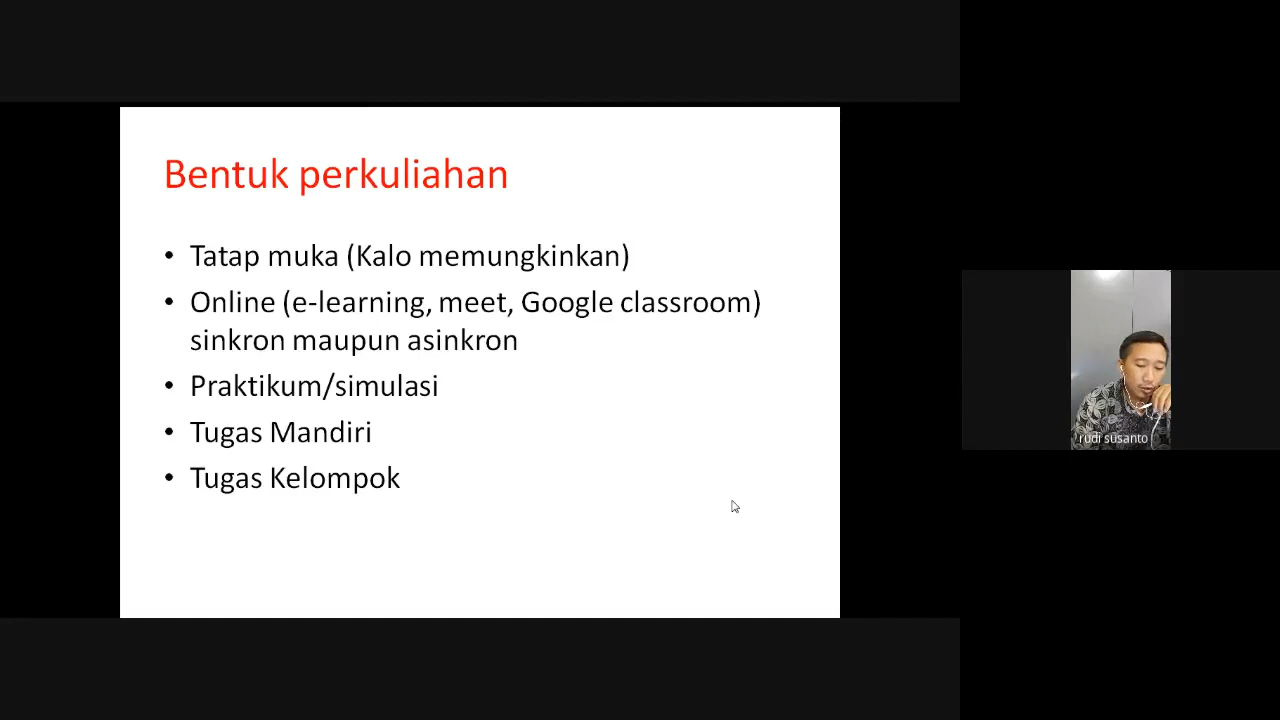 Bentuk perkuliahan
• Tatap muka (Kalo memungkinkan)
• Online (e-learning, meet, Google classroom)
sinkron maupun asinkron
• Praktikum/simulasi
• Tugas Mandiri
• Tugas Kelompok
rudi susanto